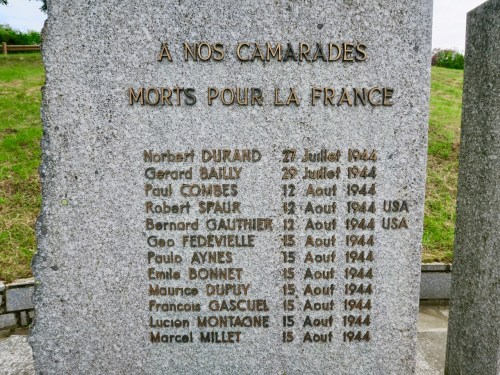 A NOS CAMARADES
MORTS POUR LA FRANCE
Norbert DURAND 27 Juillet 1944
Gerard BAILLY 29 Juillet 1944
Paul COMBES 12 Aout 1944
Robert SPAUR 12 Aout 1944 USA
Bernard GAUTHIER 12 Aout 1944 USA
Geo FEDEVIELLE 15 Aout 1944
Paulo AYNES 15 Aout 1944
Emile BONNET 15 Aout 1944
Maurice DUPUY 15 Aout 1944
Francois GASCUEL 15 Aout 1944
Lucien MONTAGNE 15 Aout 1944
Marcel MILLET 15 Aout 1944